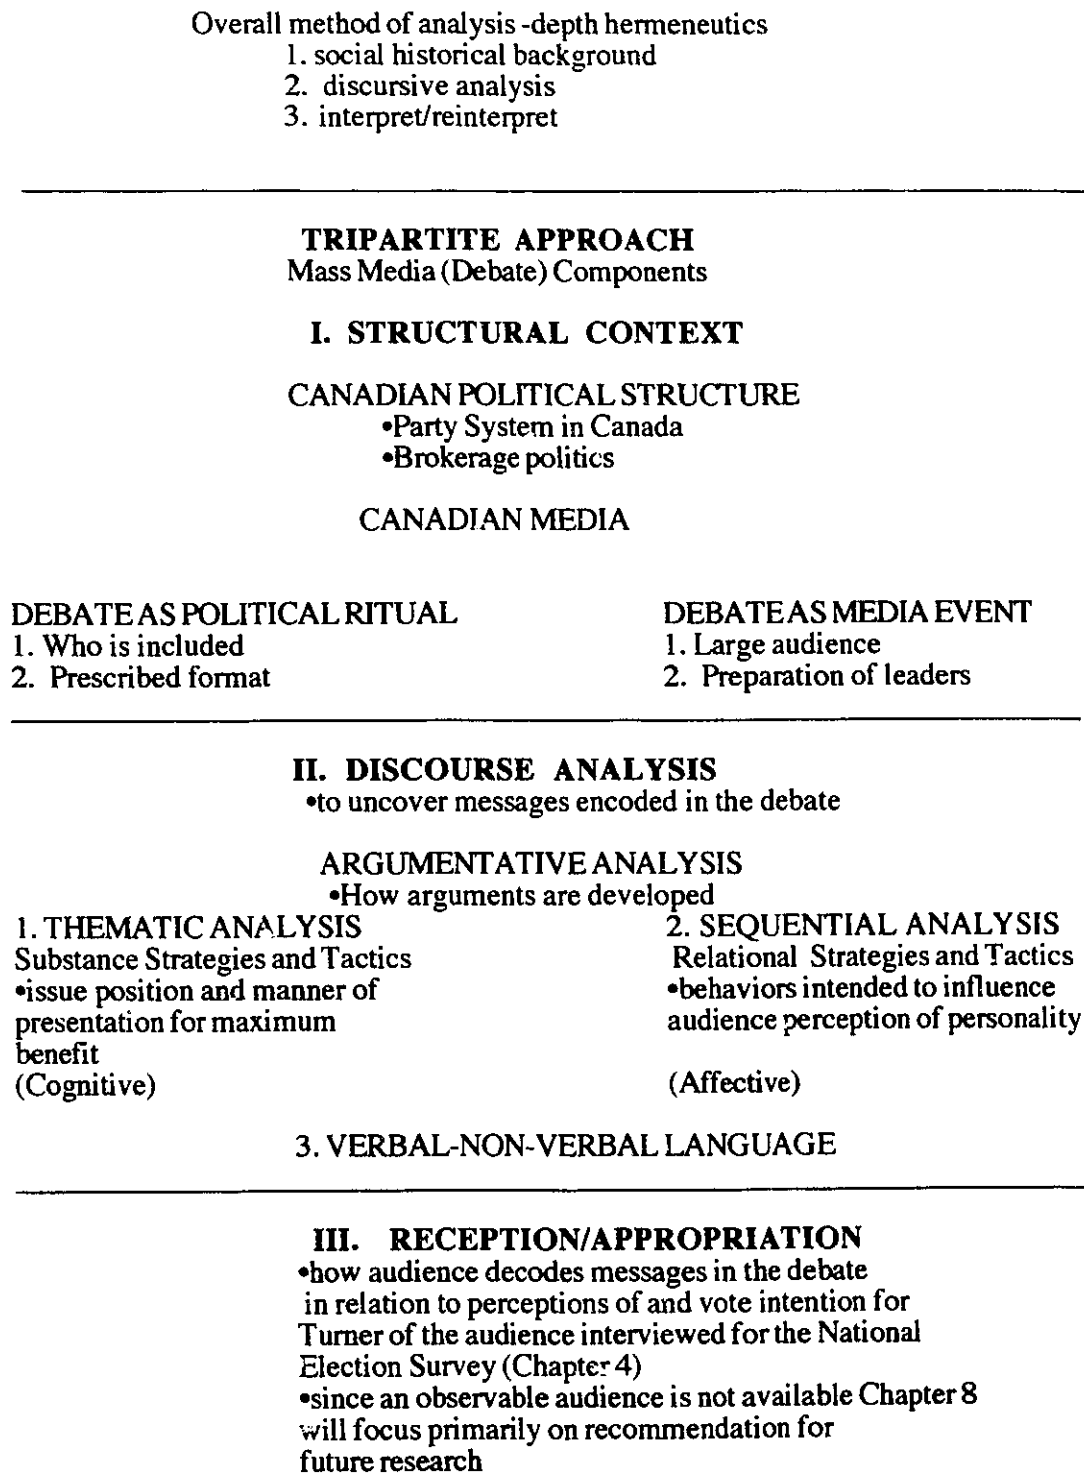 Overall method of analysis -depth hermeneutics
1. social historical background
2. discursive analysis
3. interpret/reinterpret
TRIPARTITE APPROACH
Mass Media (Debate) Components
I. STRUCTURAL CONTEXT
CANADIAN POLITICAL STRUCTURE
•Party System in Canada
•Brokerage politics
CANADIAN MEDIA
DEBATE AS POLITICAL RITUAL
1. Who is included
2. Prescribed format
DEBATE AS MEDIA EVENT
1. Large audience
2. Preparation of leaders
II. DISCOURSE ANALYSIS
•to uncover messages encoded in the debate
ARGUMENTATIVE ANALYSIS
•How arguments are developed
1. THEMATIC ANALYSIS
Substance Strategies and Tactics
•issue position and manner of
presentation for maximum
benefit
(Cognitive)
2. SEQUENTIAL ANALYSIS
Relational Strategies and Tactics
•behaviors intended to influence
audience perception of personality
(Affective)
3. VERBAL-NON-VERBAL LANGUAGE
III. RECEPTION/APPROPRIATION
•how audience decodes messages in the debate
in relation to perceptions of and vote intention for
Turner of the audience interviewed for the National
Election Survey (Chapter 4)
•since an observable audience is not available Chapter 8
will focus primarily on recommendation for
future research